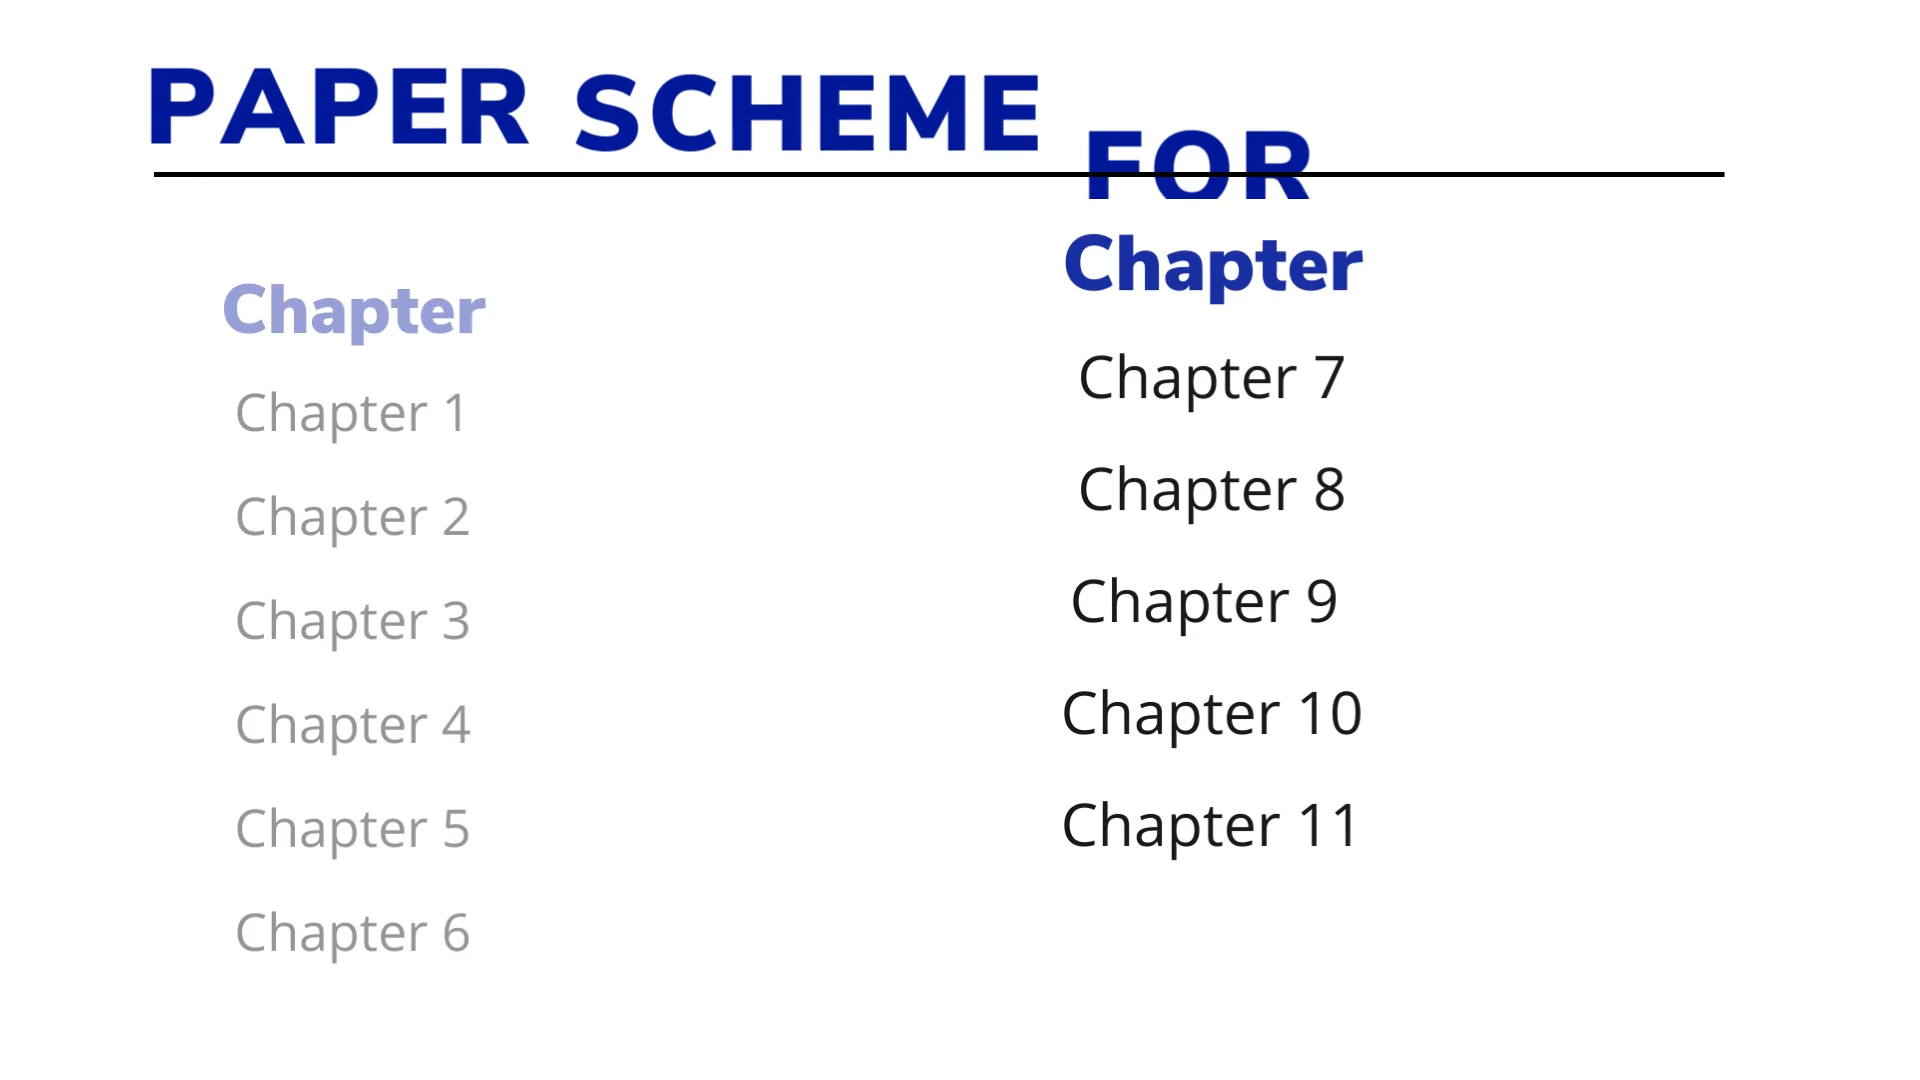 PAPER SCHEME FOR
Chapter
Chapter 1
Chapter 2
Chapter 3
Chapter 4
Chapter 5
Chapter 6
Chapter
Chapter 7
Chapter 8
Chapter 9
Chapter 10
Chapter 11